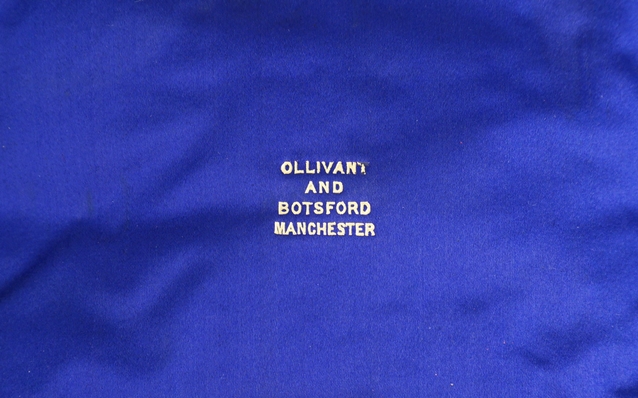 OLLIVANT
AND
BOTSFORD
MANCHESTER